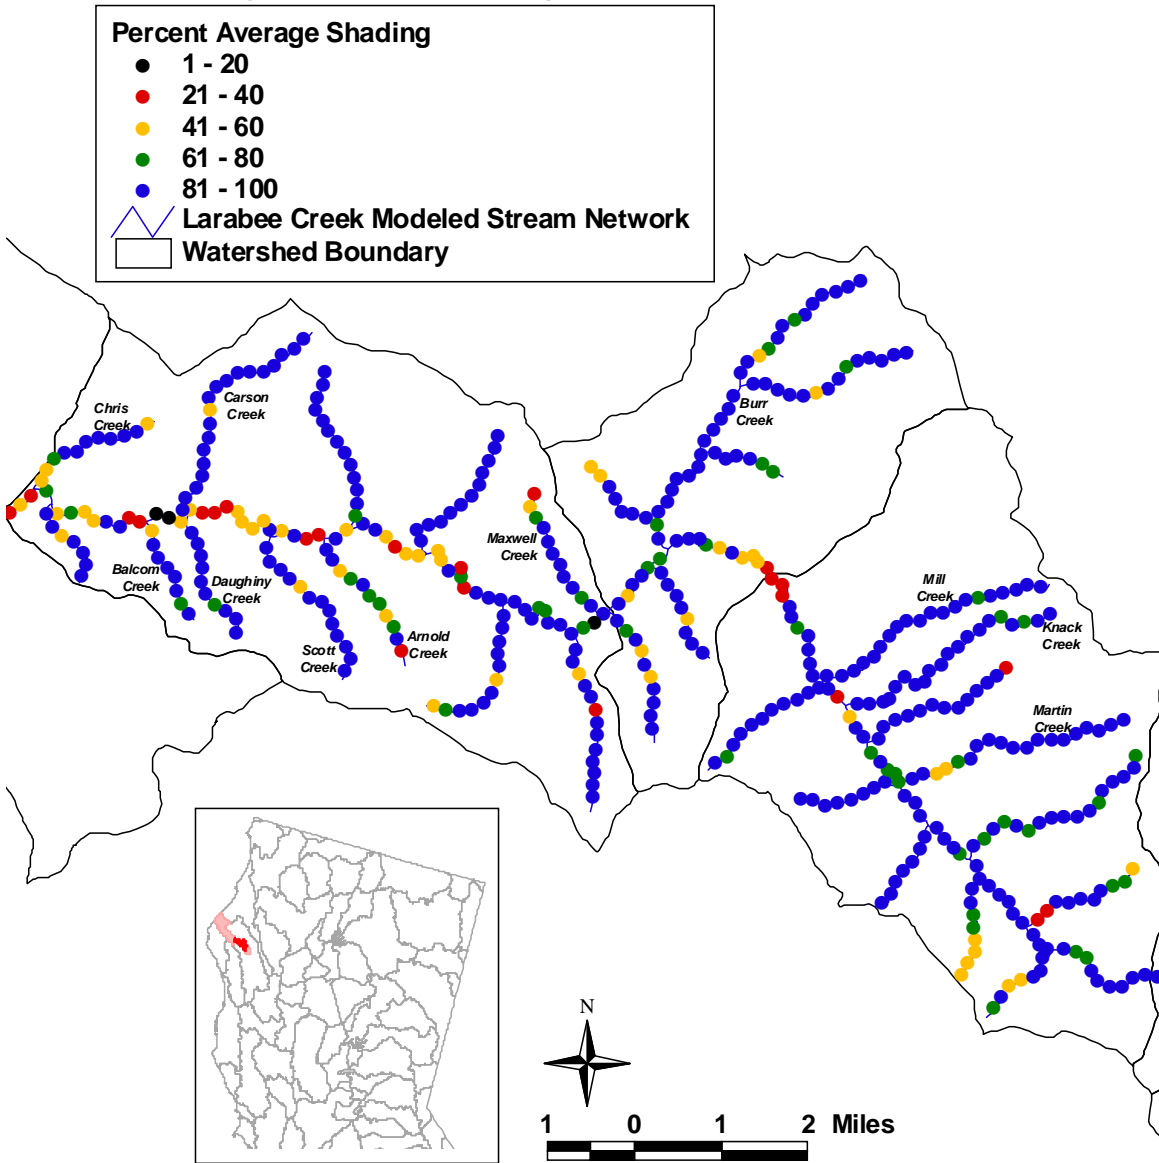 Percent Average Shading
1 - 20
21 - 40
41 - 60
61 - 80
81 - 100
Larabee Creek Modeled Stream Network
Watershed Boundary
Chris
Creek
Carson
Creek
Burr
Creek
Maxwell
Creek
Balcom
Creek
Daughiny
Creek
Scott
Creek
Arnold
Creek
Mill
Creek
Knack
Creek
Martin
Creek
N
1 0 1 2 Miles